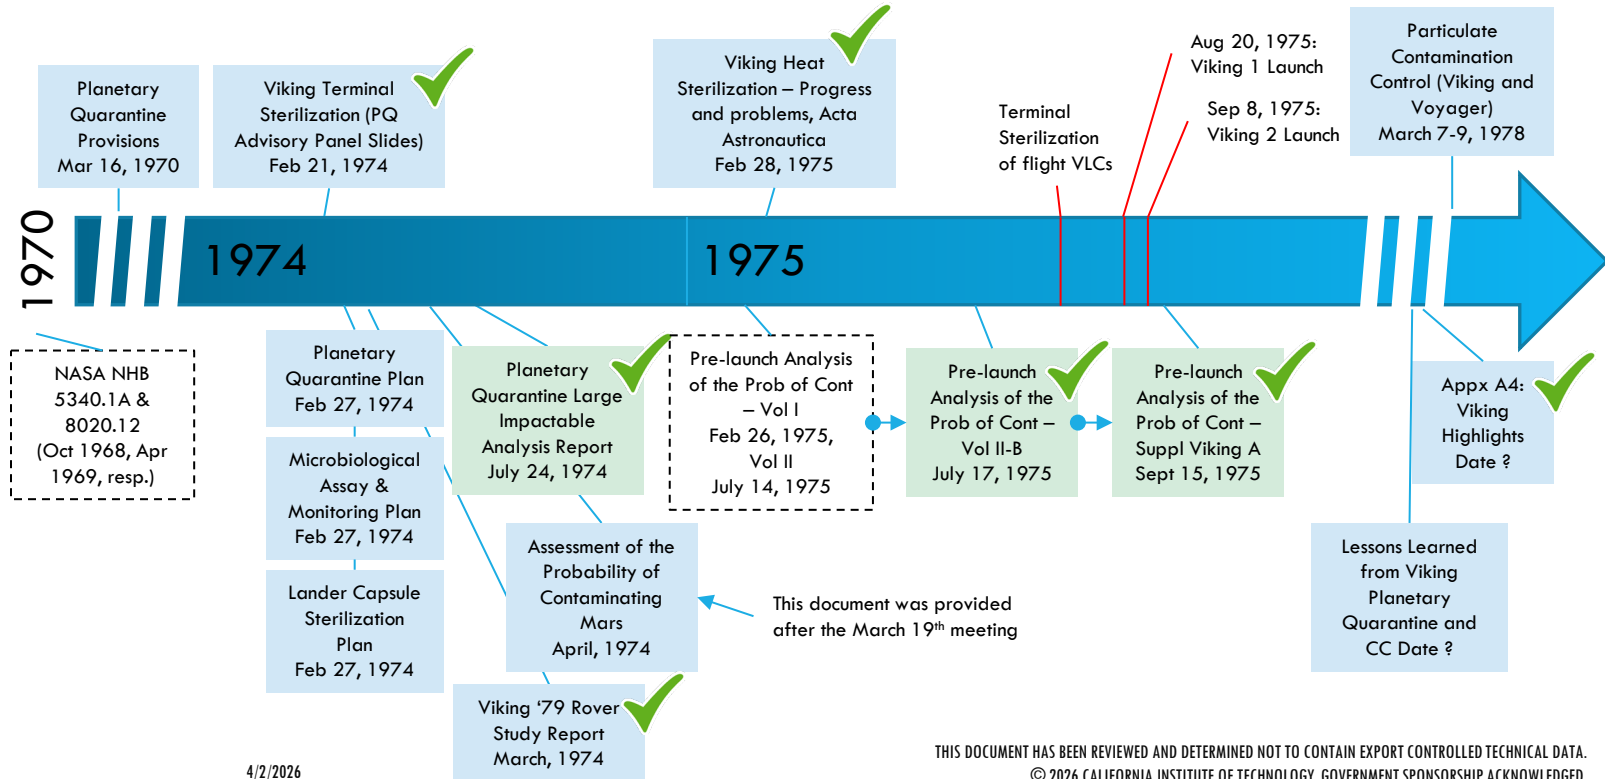 Planetary
Quarantine
Provisions
Mar 16, 1970
Viking Terminal
Sterilization (PQ
Advisory Panel Slides)
Feb 21, 1974
Viking Heat
Sterilization – Progress
and problems, Acta
Astronautica
Feb 28, 1975
Terminal
Sterilization
of flight VLCs
Aug 20, 1975:
Viking 1 Launch
Sep 8, 1975:
Viking 2 Launch
Particulate
Contamination
Control (Viking and
Voyager)
March 7-9, 1978
1970
1974
1975
NASA NHB
5340.1A &
8020.12
(Oct 1968, Apr
1969, resp.)
Planetary
Quarantine Plan
Feb 27, 1974
Microbiological
Assay &
Monitoring Plan
Feb 27, 1974
Lander Capsule
Sterilization
Plan
Feb 27, 1974
Planetary
Quarantine Large
Impactable
Analysis Report
July 24, 1974
Assessment of the
Probability of
Contaminating
Mars
April, 1974
Viking ‘79 Rover
Study Report
March, 1974
This document was provided
after the March 19th meeting
Pre-launch Analysis
of the Prob of Cont
– Vol I
Feb 26, 1975,
Vol II
July 14, 1975
Pre-launch
Analysis of the
Prob of Cont –
Vol II-B
July 17, 1975
Pre-launch
Analysis of the
Prob of Cont –
Suppl Viking A
Sept 15, 1975
Appx A4:
Viking
Highlights
Date ?
Lessons Learned
from Viking
Planetary
Quarantine and
CC Date ?
4/2/2026
THIS DOCUMENT HAS BEEN REVIEWED AND DETERMINED NOT TO CONTAIN EXPORT CONTROLLED TECHNICAL DATA.
© 2026 CALIFORNIA INSTITUTE OF TECHNOLOGY. GOVERNMENT SPONSORSHIP ACKNOWLEDGED.